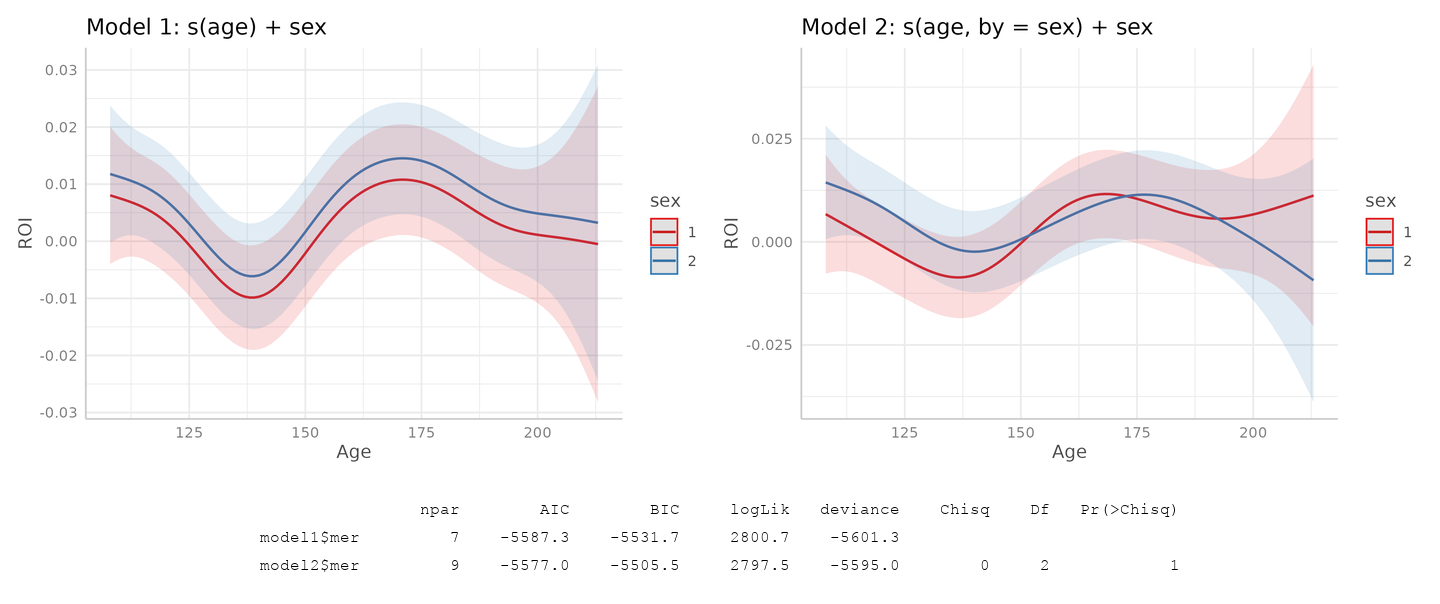 Model 1: s(age) + sex
0.03
0.02
0.01
0.00
-0.01
-0.02
-0.03
ROI
125 150 175 200
Age
sex
1
2
Model 2: s(age, by = sex) + sex
0.025
0.000
-0.025
ROI
125 150 175 200
Age
sex
1
2
npar AIC BIC logLik deviance Chisq Df Pr(>Chisq)
model1$mer 7 -5587.3 -5531.7 2800.7 -5601.3
model2$mer 9 -5577.0 -5505.5 2797.5 -5595.0 0 2 1